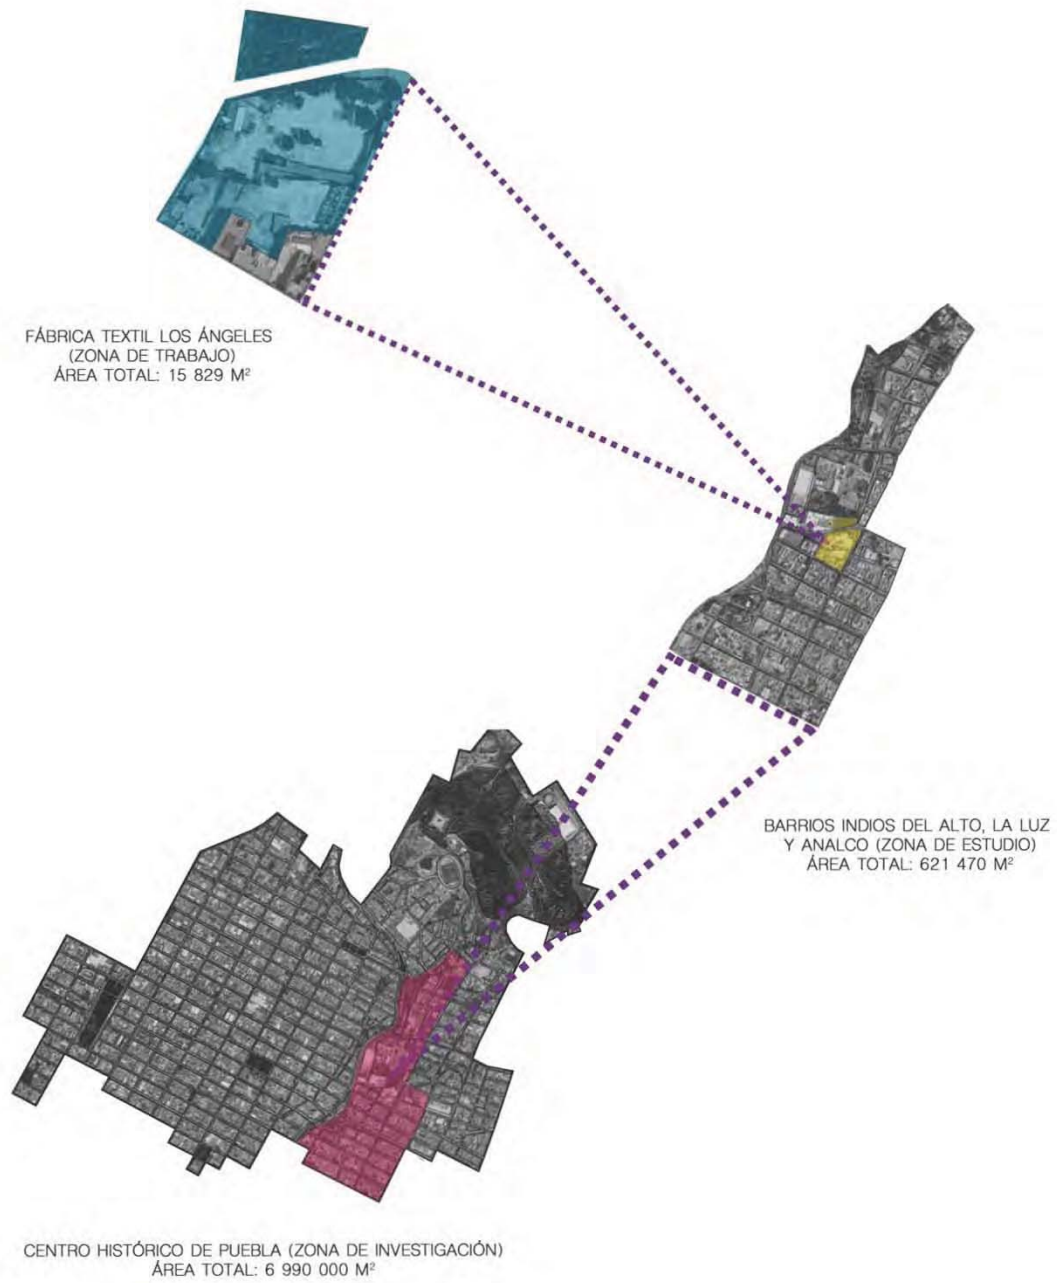 FÁBRICA TEXTIL LOS ÁNGELES
(ZONA DE TRABAJO)
ÁREA TOTAL: 15 829 M²
BARRIOS INDIOS DEL ALTO, LA LUZ
Y ANALCO (ZONA DE ESTUDIO)
ÁREA TOTAL: 621 470 M²
CENTRO HISTÓRICO DE PUEBLA (ZONA DE INVESTIGACIÓN)
ÁREA TOTAL: 6 990 000 M²